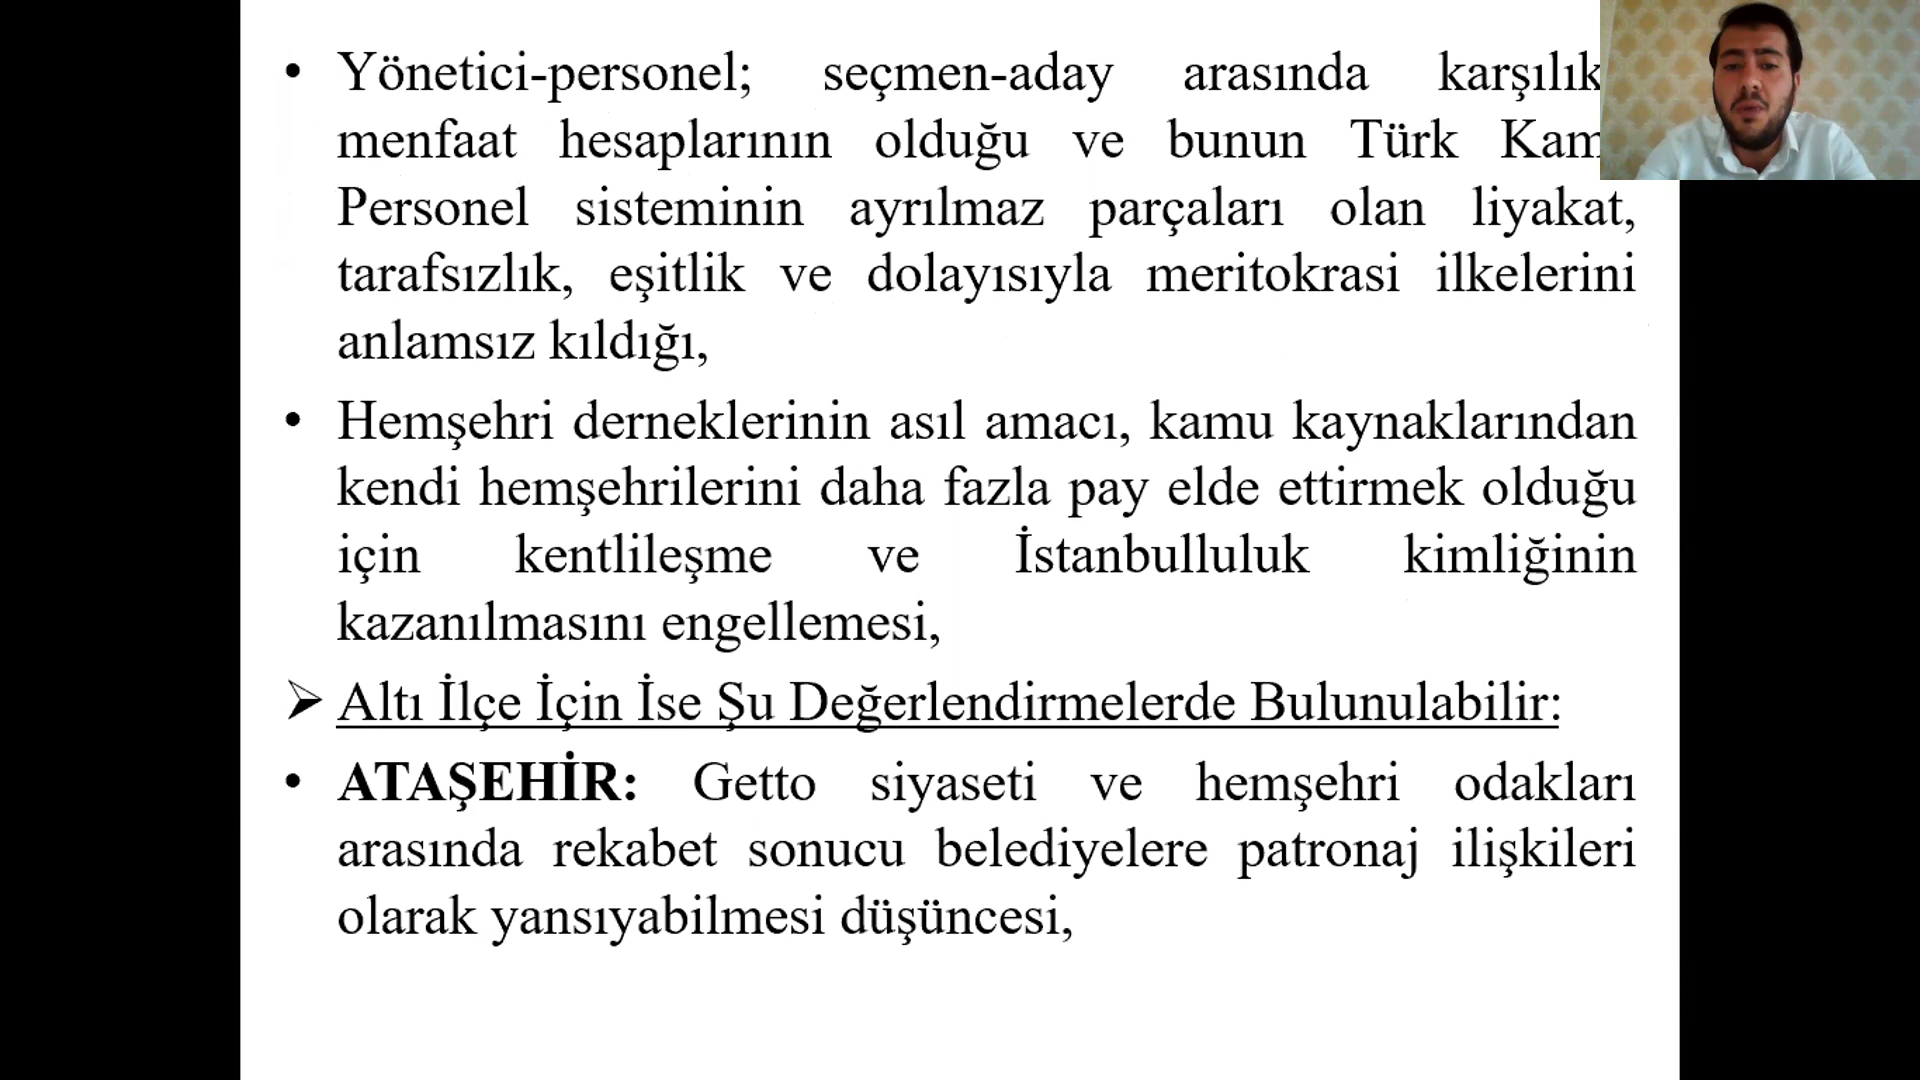 • Yönetici-personel; seçmen-aday arasında
menfaat hesaplarının olduğu ve bunun Türk
Personel sisteminin ayrılmaz parçaları olan liyakat,
tarafsızlık, eşitlik ve dolayısıyla meritokrasi ilkelerini
anlamsız kıldığı,
• Hemşehri derneklerinin asıl amacı, kamu kaynaklarından
kendi hemşehrilerini daha fazla pay elde ettirmek olduğu
için kentlileşme ve İstanbulluluk kimliğinin
kazanılmasını engellemesi,
➢ Altı İlçe İçin İse Şu Değerlendirmelerde Bulunulabilir:
• ATAŞEHİR: Getto siyaseti ve hemşehri odakları
arasında rekabet sonucu belediyelere patronaj ilişkileri
olarak yansıyabilmesi düşüncesi,